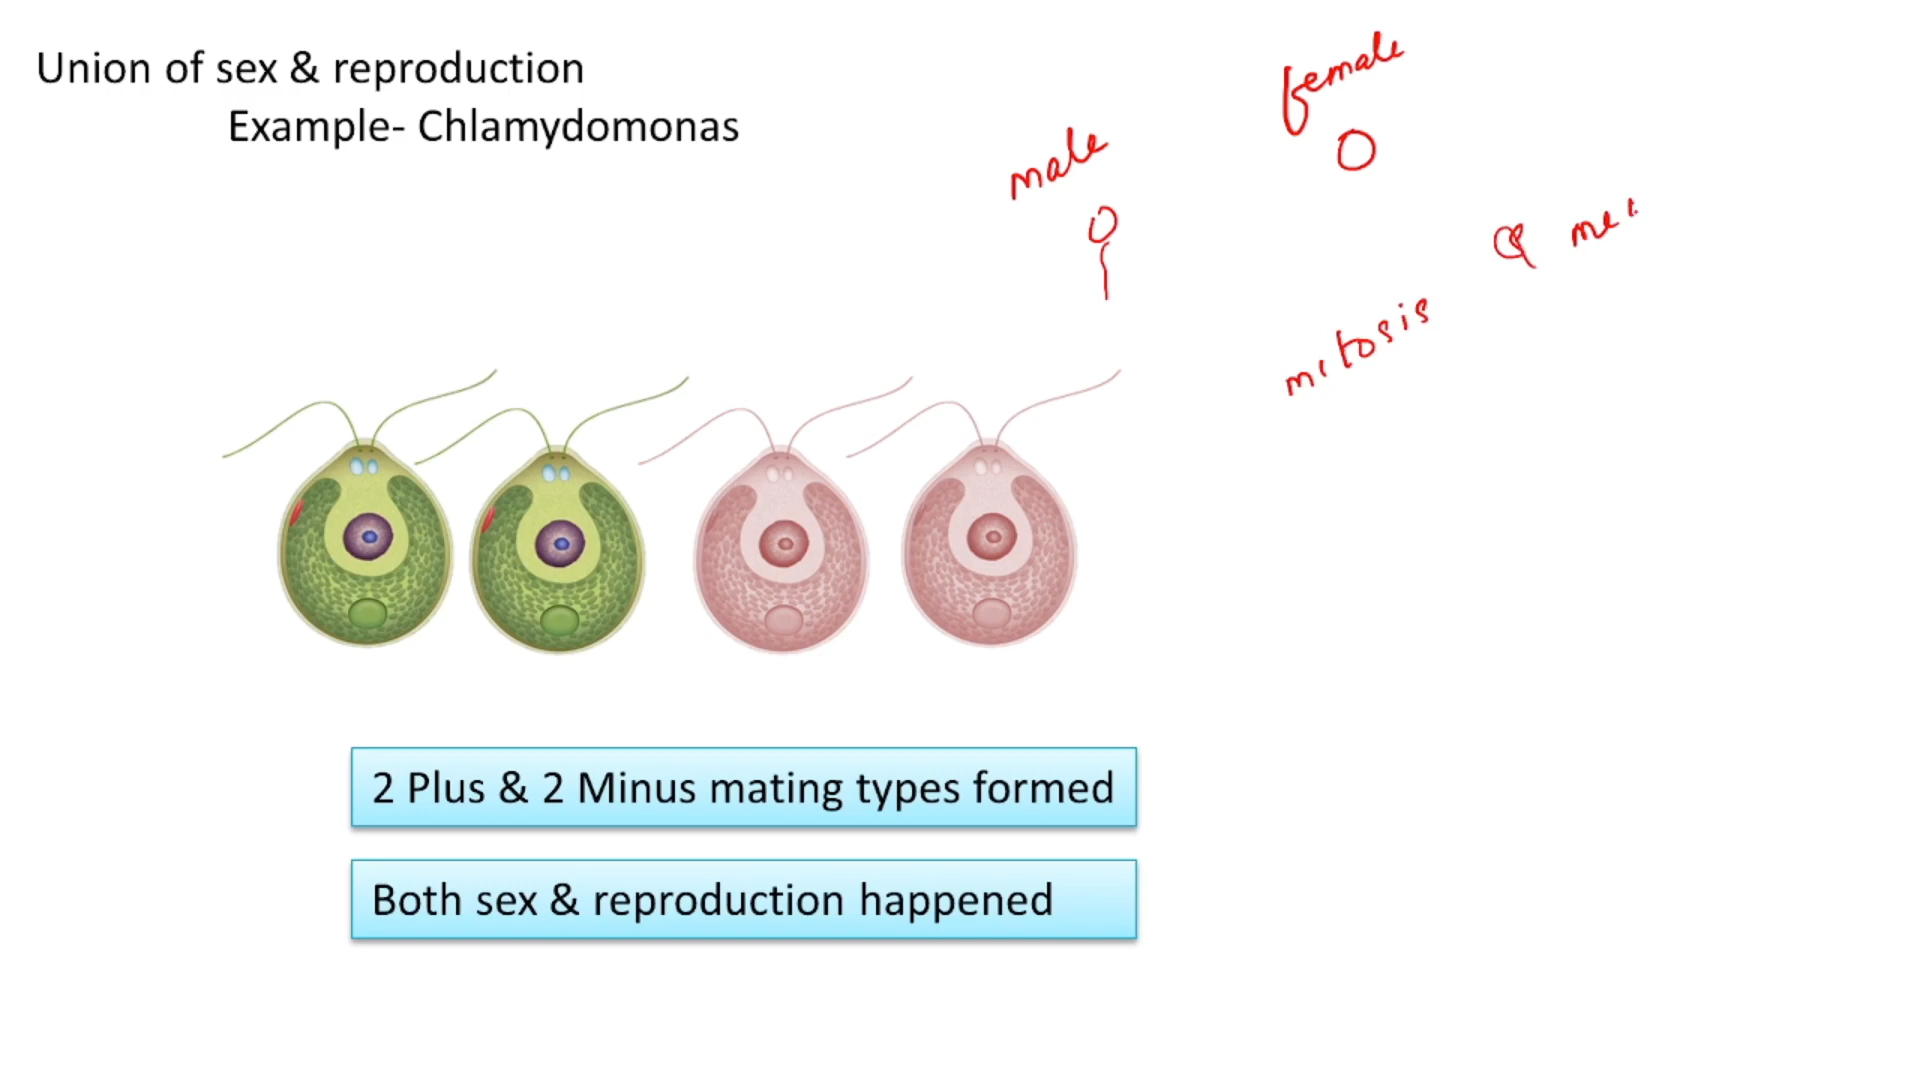 Union of sex & reproduction
Example- Chlamydomonas
female
male
& mei
mitosis
2 Plus & 2 Minus mating types formed
Both sex & reproduction happened